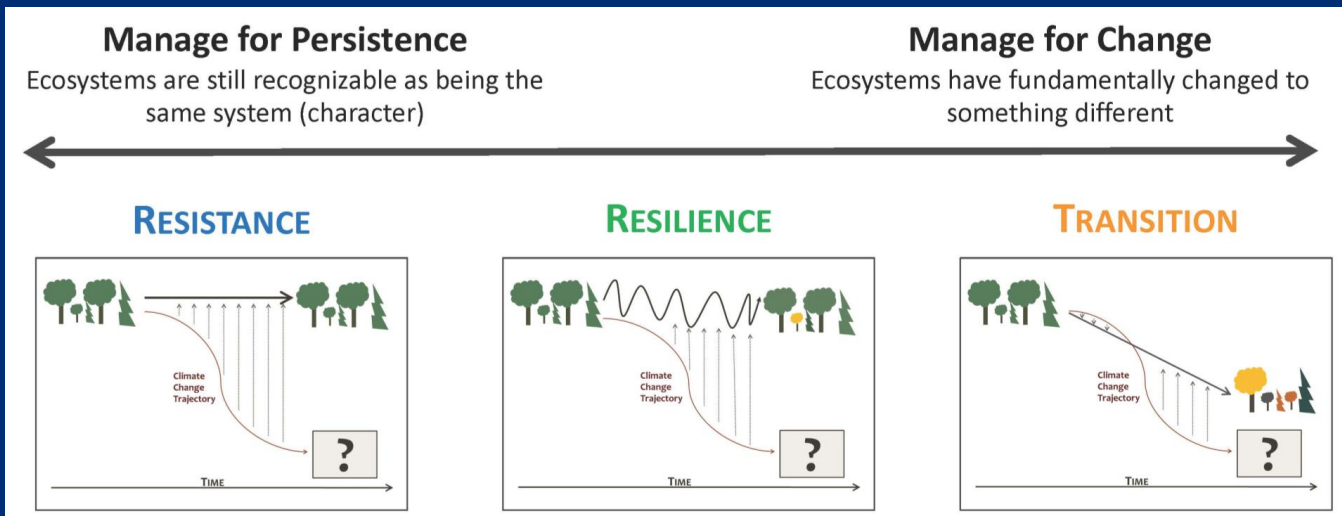 Manage for Persistence
Ecosystems are still recognizable as being the
same system (character)
Manage for Change
Ecosystems have fundamentally changed to
something different
RESISTANCE
RESILIENCE
TRANSITION
Climate
Change
Trajectory
?
TIME
Climate
Change
Trajectory
?
TIME
Climate
Change
Trajectory
?
TIME